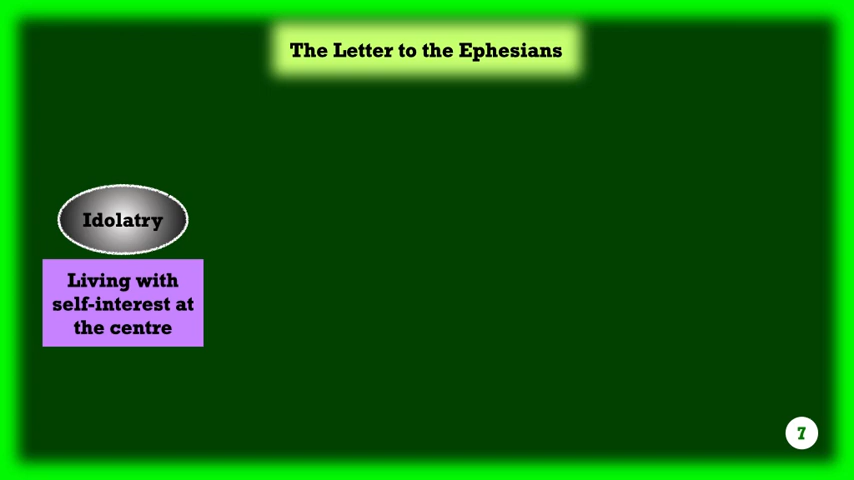 The Letter to the Ephesians
Idolatry
Living with
self-interest at
the centre
7